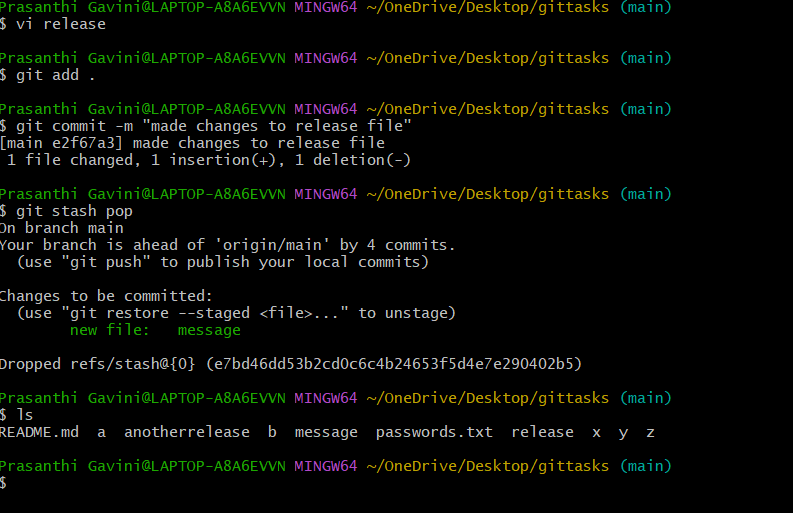 Prasanthi Gavini@LAPTOP-A8A6EVVN MINGW64 ~/OneDrive/Desktop/gittasks (main)
$ vi release
Prasanthi Gavini@LAPTOP-A8A6EVVN MINGW64 ~/OneDrive/Desktop/gittasks (main)
$ git add .
Prasanthi Gavini@LAPTOP-A8A6EVVN MINGW64 ~/OneDrive/Desktop/gittasks (main)
$ git commit -m "made changes to release file"
[main e2f67a3] made changes to release file
1 file changed, 1 insertion(+), 1 deletion(-)
Prasanthi Gavini@LAPTOP-A8A6EVVN MINGW64 ~/OneDrive/Desktop/gittasks (main)
$ git stash pop
On branch main
Your branch is ahead of 'origin/main' by 4 commits.
(use "git push" to publish your local commits)
Changes to be committed:
(use "git restore --staged <file>..." to unstage)
new file:   message
Dropped refs/stash@{0} (e7bd46dd53b2cd0c6c4b24653f5d4e7e290402b5)
Prasanthi Gavini@LAPTOP-A8A6EVVN MINGW64 ~/OneDrive/Desktop/gittasks (main)
$ ls
README.md  a  anotherrelease  b  message  passwords.txt  release  x  y  z
Prasanthi Gavini@LAPTOP-A8A6EVVN MINGW64 ~/OneDrive/Desktop/gittasks (main)
$